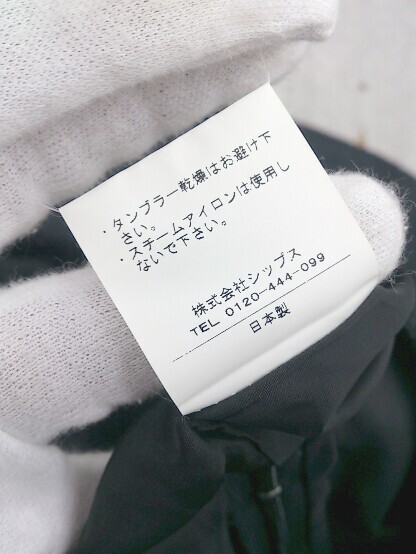 ・タンブラー乾燥はお避け下
さい。
・スチームアイロンは使用し
ないで下さい。
株式会社シップス
TEL 0120-444-099
日本製